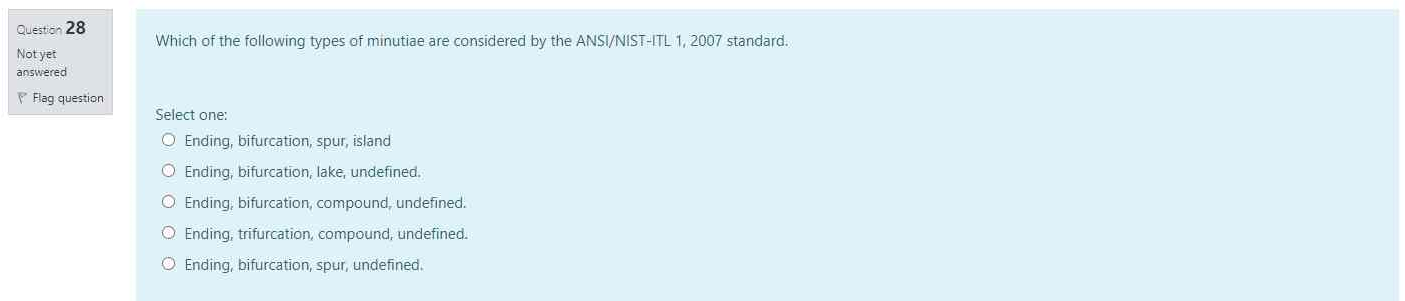 Question 28
Not yet
answered
Flag question
Which of the following types of minutiae are considered by the ANSI/NIST-ITL 1, 2007 standard.
Select one:
Ending, bifurcation, spur, island
Ending, bifurcation, lake, undefined.
Ending, bifurcation, compound, undefined.
Ending, trifurcation, compound, undefined.
Ending, bifurcation, spur, undefined.